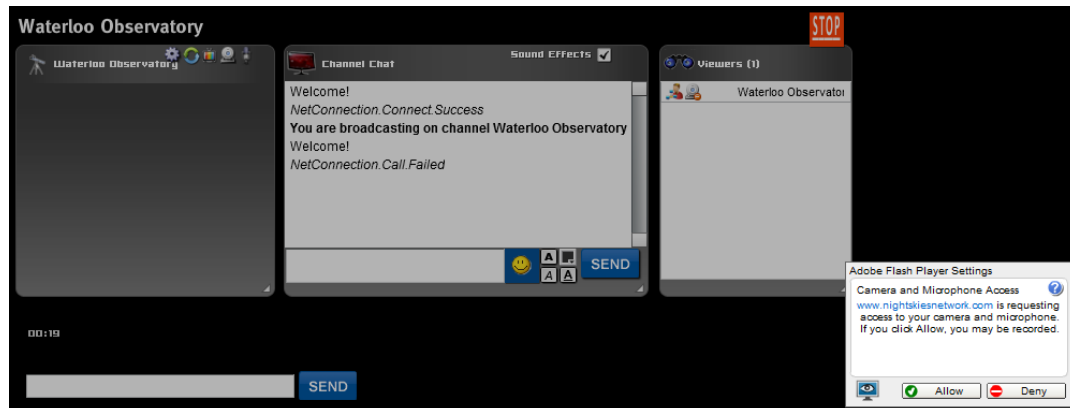 Waterloo Observatory
STOP
Waterloo Observatory
Channel Chat
Sound Effects
Viewers (1)
Welcome!
NetConnection.Connect.Success
You are broadcasting on channel Waterloo Observatory
Welcome!
NetConnection.Call.Failed
Waterloo Observator
A
A A
SEND
Adobe Flash Player Settings
Camera and Microphone Access
www.nightskiesnetwork.com is requesting
access to your camera and microphone.
If you click Allow, you may be recorded.
Allow
Deny
00:19
SEND